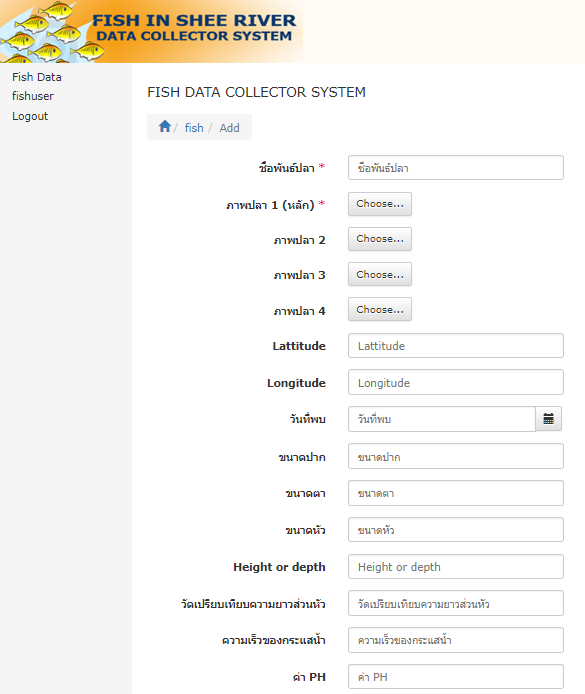 FISH IN SHEE RIVER
DATA COLLECTOR SYSTEM
Fish Data
fishuser
Logout
FISH DATA COLLECTOR SYSTEM
/ fish / Add
ชื่อพันธ์ปลา * ชื่อพันธ์ปลา
ภาพปลา 1 (หลัก) * Choose...
ภาพปลา 2 Choose...
ภาพปลา 3 Choose...
ภาพปลา 4 Choose...
Lattitude Lattitude
Longitude Longitude
วันที่พบ วันที่พบ
ขนาดปาก ขนาดปาก
ขนาดตา ขนาดตา
ขนาดหัว ขนาดหัว
Height or depth Height or depth
วัดเปรียบเทียบความยาวส่วนหัว วัดเปรียบเทียบความยาวส่วนหัว
ความเร็วของกระแสน้ำ ความเร็วของกระแสน้ำ
ค่า PH ค่า PH